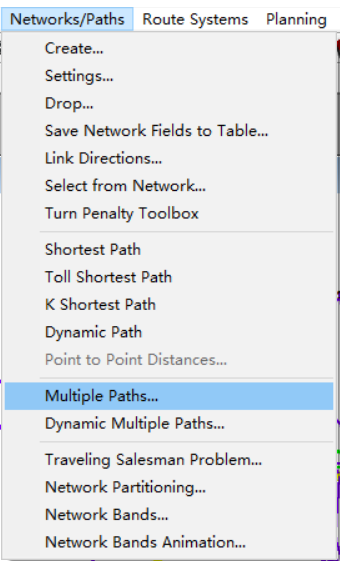 Networks/Paths Route Systems Planning
Create...
Settings...
Drop...
Save Network Fields to Table...
Link Directions...
Select from Network...
Turn Penalty Toolbox
Shortest Path
Toll Shortest Path
K Shortest Path
Dynamic Path
Point to Point Distances...
Multiple Paths...
Dynamic Multiple Paths...
Traveling Salesman Problem...
Network Partitioning...
Network Bands...
Network Bands Animation...